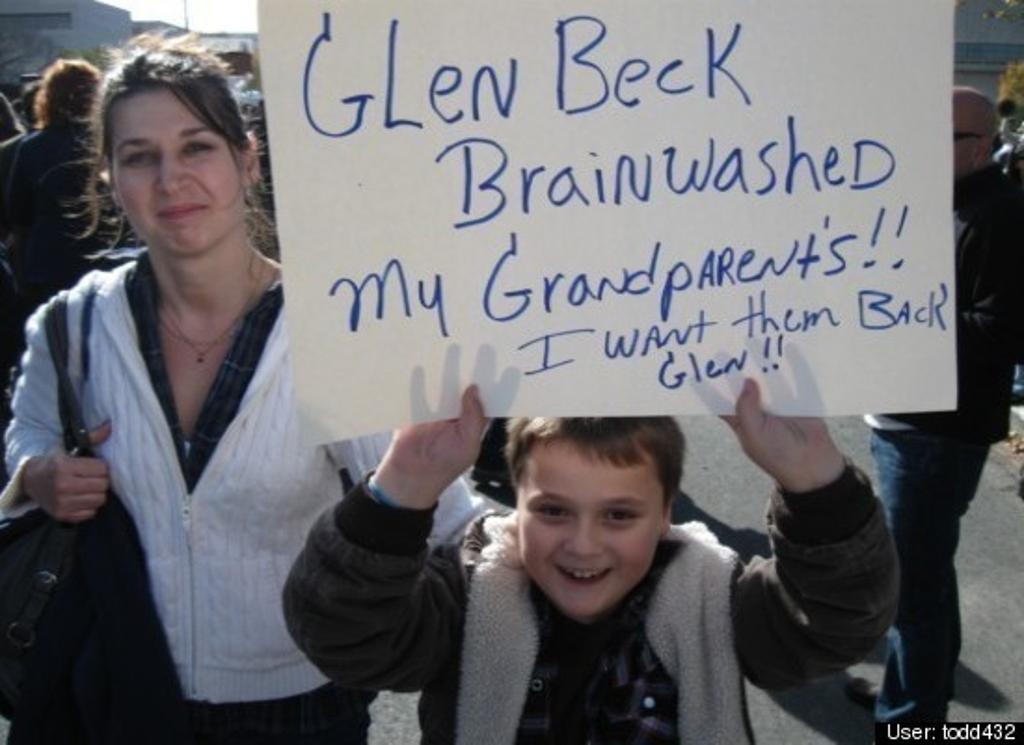 GLen Beck
BrainwasheD
my GrandpARent's!!
I WANT them BAck
Glen!!
User: todd432